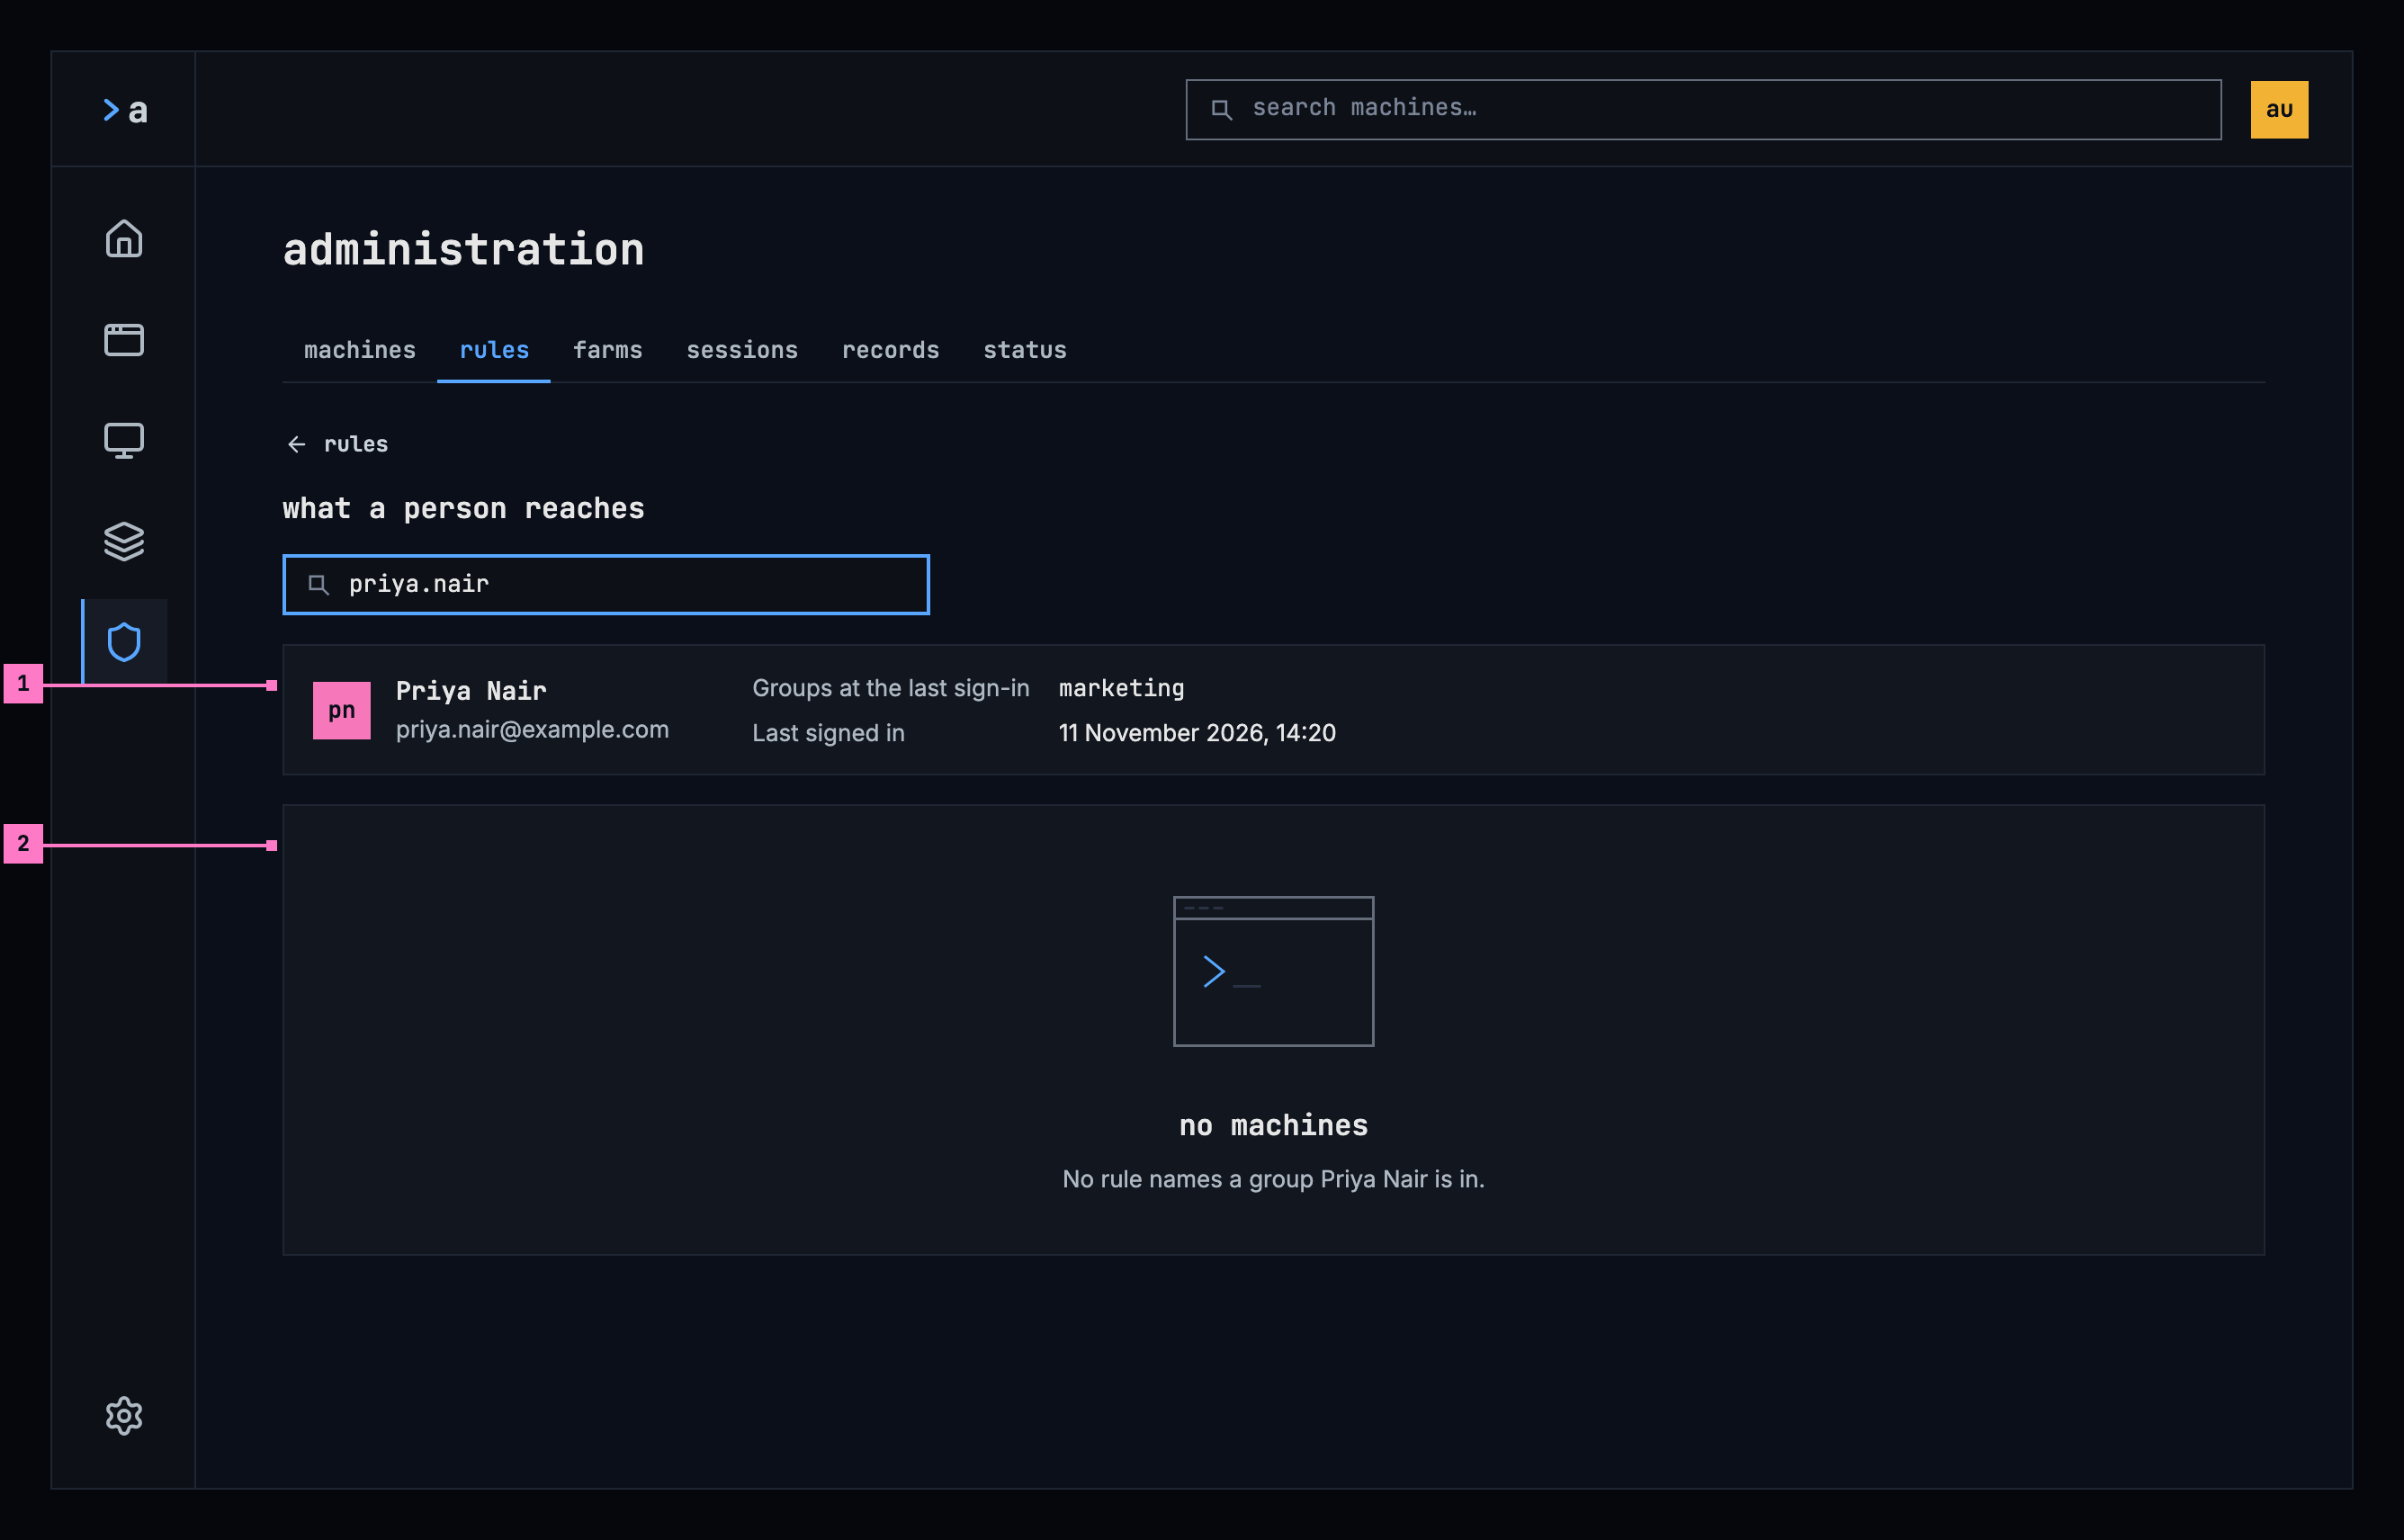 > a
search machines…
au
administration
machines rules farms sessions records status
← rules
what a person reaches
priya.nair
1
pn
Priya Nair
priya.nair@example.com
Groups at the last sign-in marketing
Last signed in 11 November 2026, 14:20
2
>_
no machines
No rule names a group Priya Nair is in.